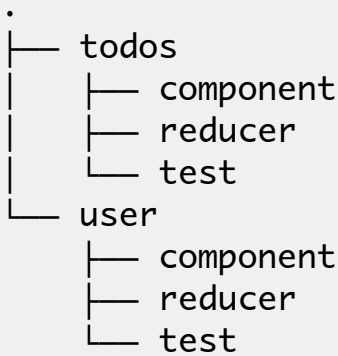 .
├── todos
│   ├── component
│   ├── reducer
│   └── test
└── user
    ├── component
    ├── reducer
    └── test